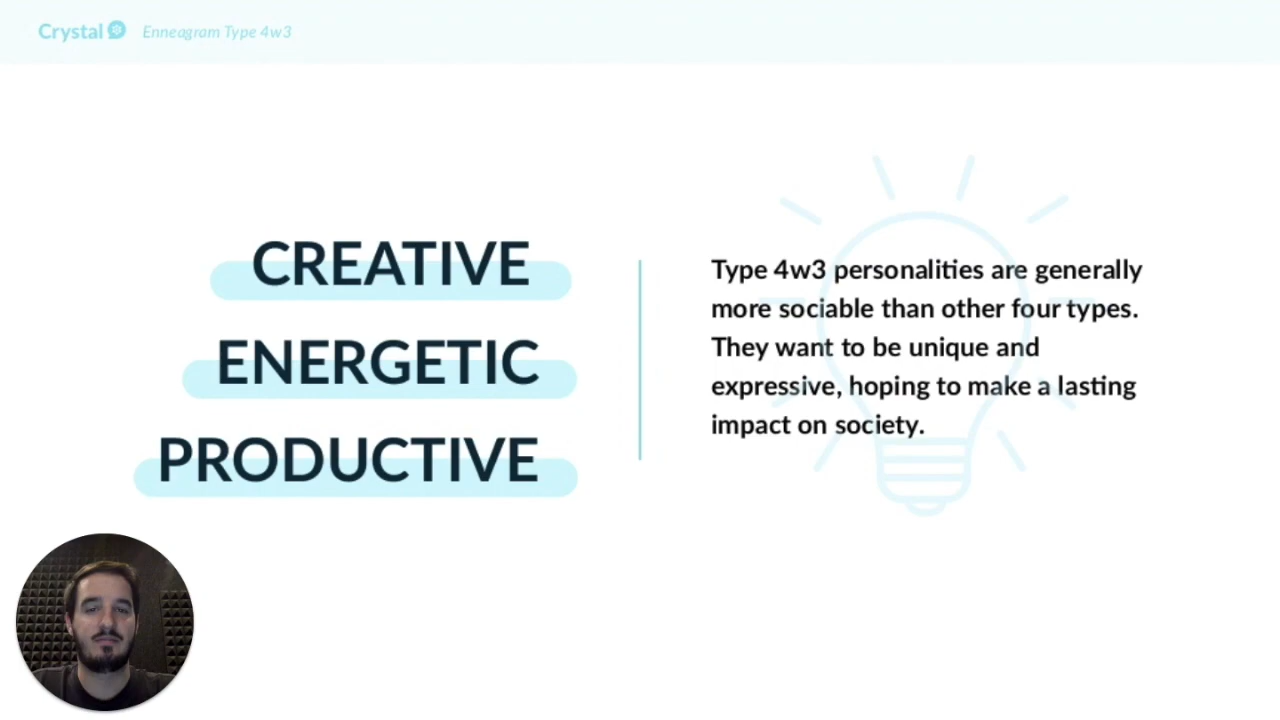 Crystal Enneagram Type 4w3
CREATIVE
ENERGETIC
PRODUCTIVE
Type 4w3 personalities are generally
more sociable than other four types.
They want to be unique and
expressive, hoping to make a lasting
impact on society.